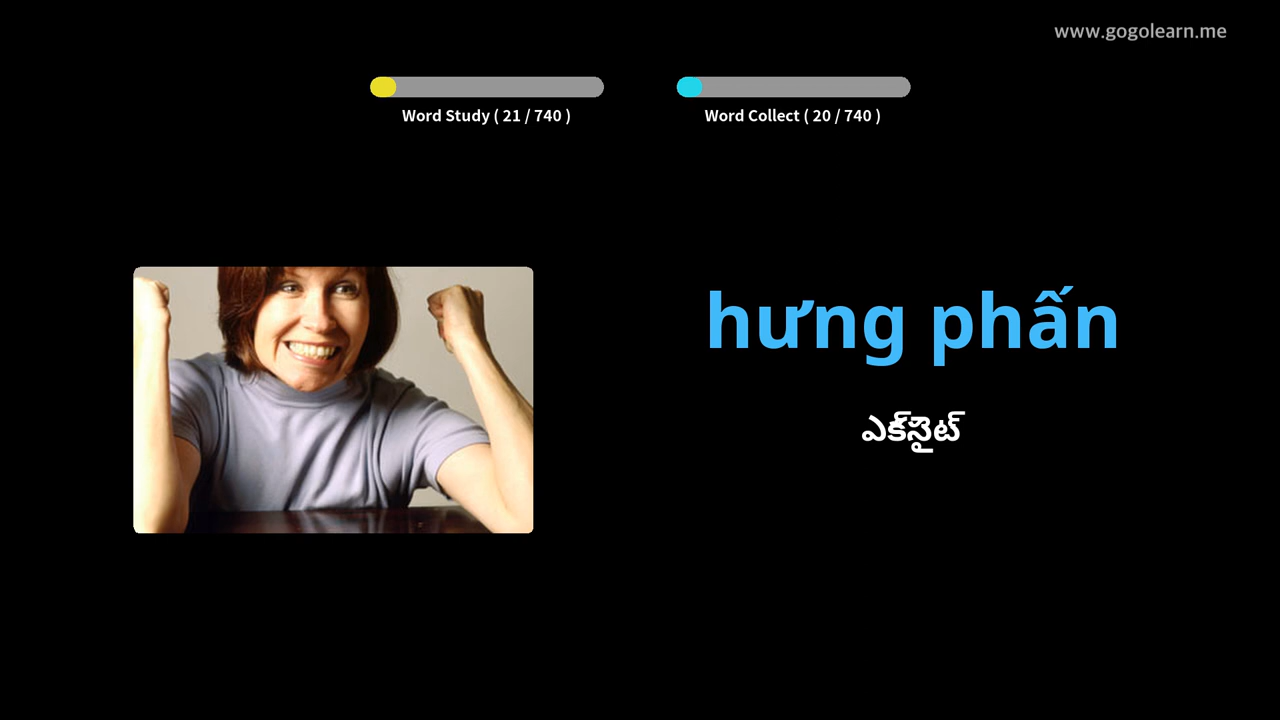 www.gogolearn.me
Word Study ( 21 / 740 )
Word Collect ( 20 / 740 )
hưng phấn
ఎక్‌సైట్